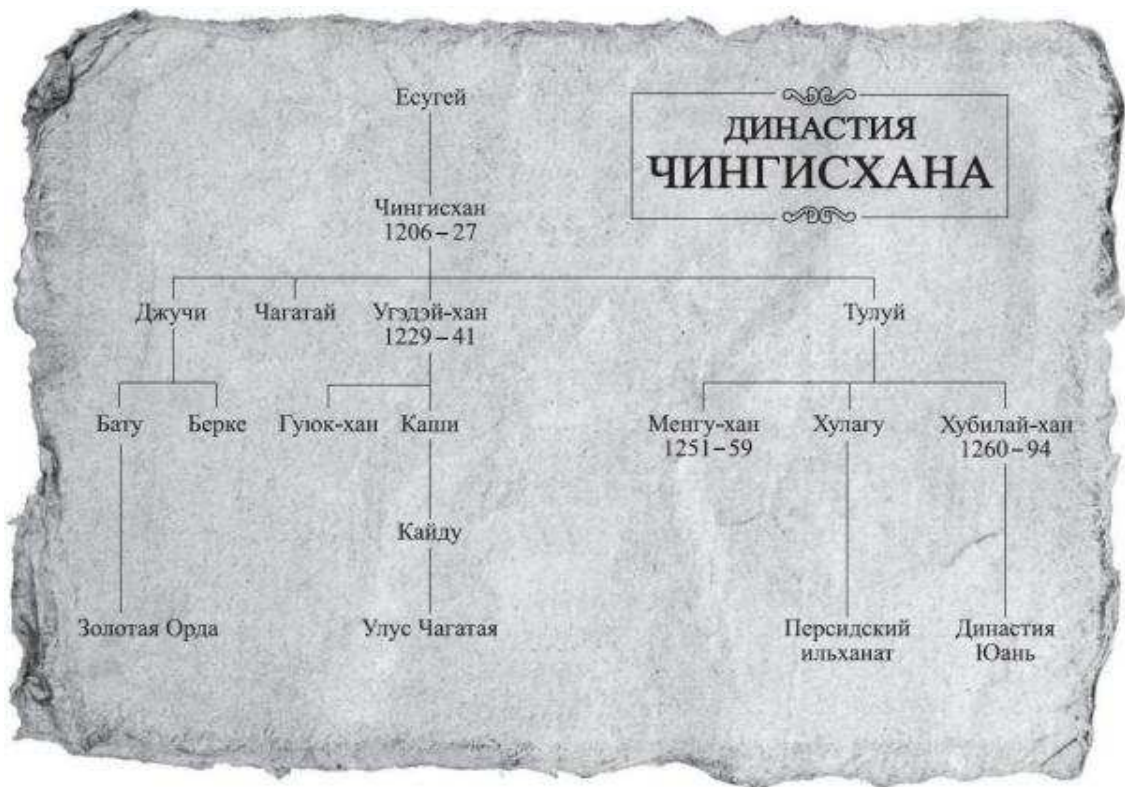 Есугей
ДИНАСТИЯ
ЧИНГИСХАНА
Чингисхан
1206–27
Джучи
Чагатай
Угэдэй-хан
1229–41
Тулуй
Бату
Берке
Гуюк-хан
Каши
Менгу-хан
1251–59
Хулагу
Хубилай-хан
1260–94
Кайду
Золотая Орда
Улус Чагатая
Персидский
ильханат
Династия
Юань